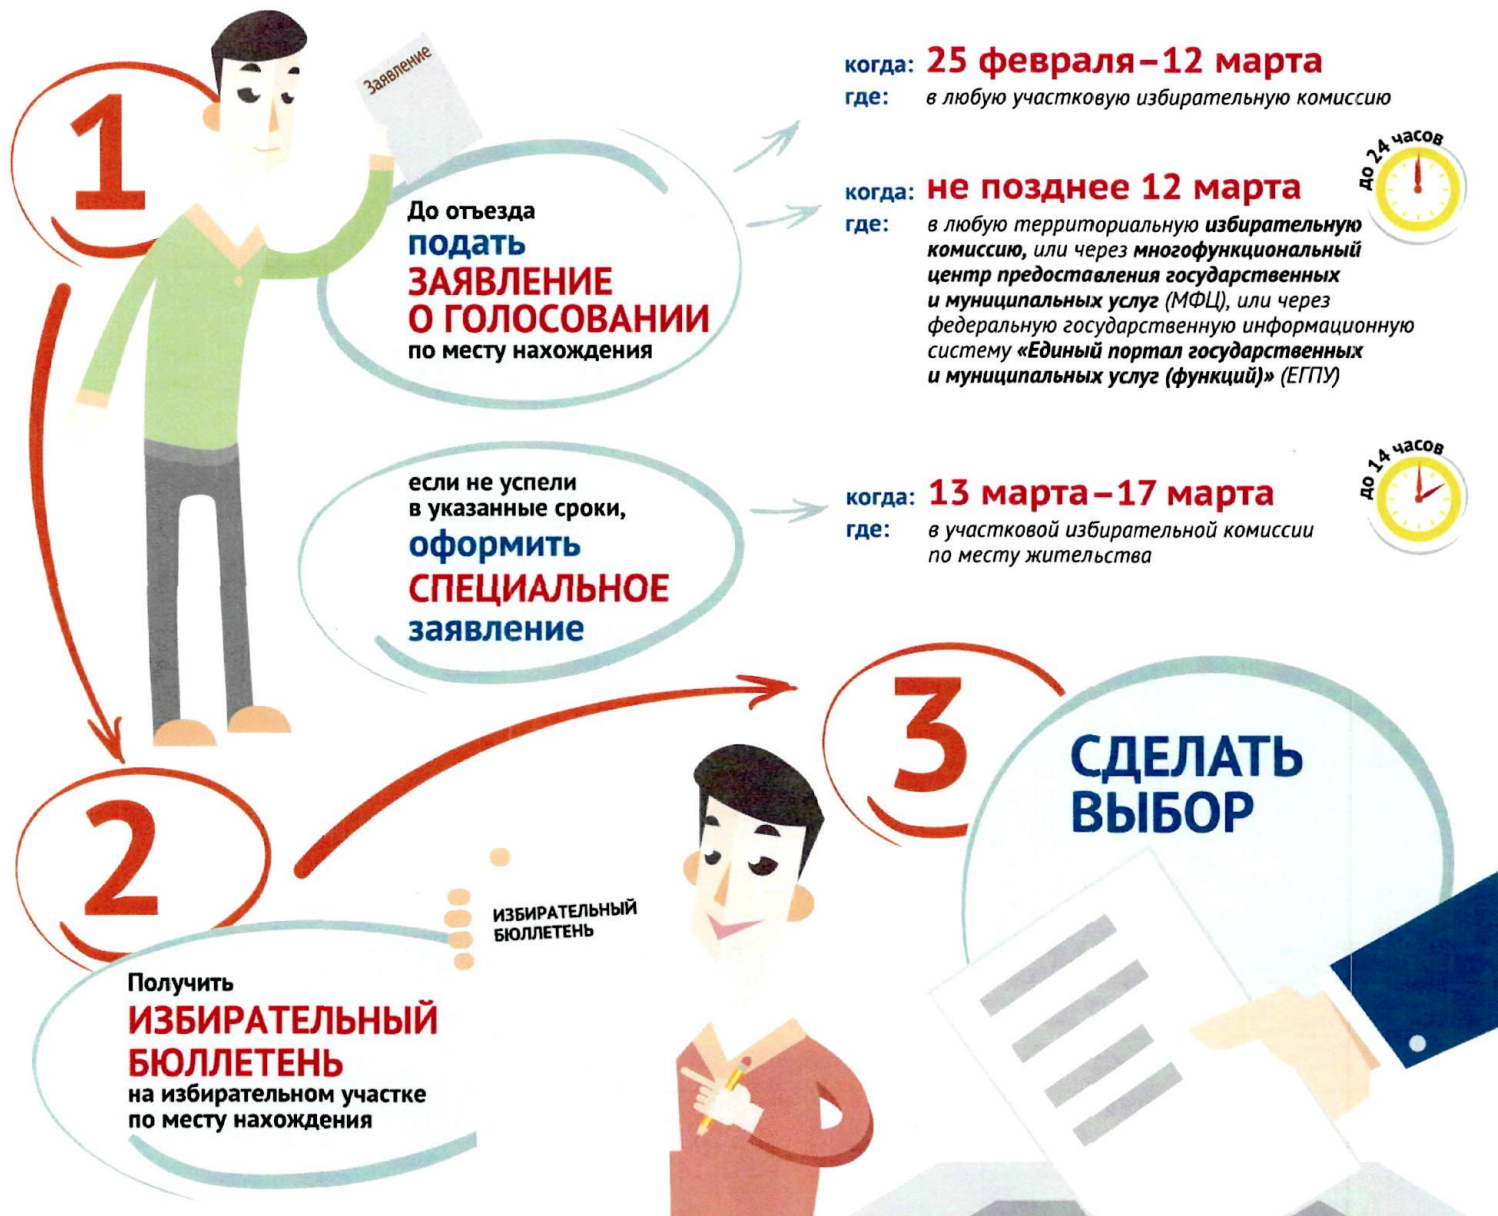 1
Заявление
До отъезда
подать
ЗАЯВЛЕНИЕ
О ГОЛОСОВАНИИ
по месту нахождения
когда: 25 февраля–12 марта
где: в любую участковую избирательную комиссию
когда: не позднее 12 марта
до 24 часов
где: в любую территориальную избирательную
комиссию, или через многофункциональный
центр предоставления государственных
и муниципальных услуг (МФЦ), или через
федеральную государственную информационную
систему «Единый портал государственных
и муниципальных услуг (функций)» (ЕГПУ)
если не успели
в указанные сроки,
оформить
СПЕЦИАЛЬНОЕ
заявление
когда: 13 марта–17 марта
до 14 часов
где: в участковой избирательной комиссии
по месту жительства
2
ИЗБИРАТЕЛЬНЫЙ
БЮЛЛЕТЕНЬ
Получить
ИЗБИРАТЕЛЬНЫЙ
БЮЛЛЕТЕНЬ
на избирательном участке
по месту нахождения
3
СДЕЛАТЬ
ВЫБОР